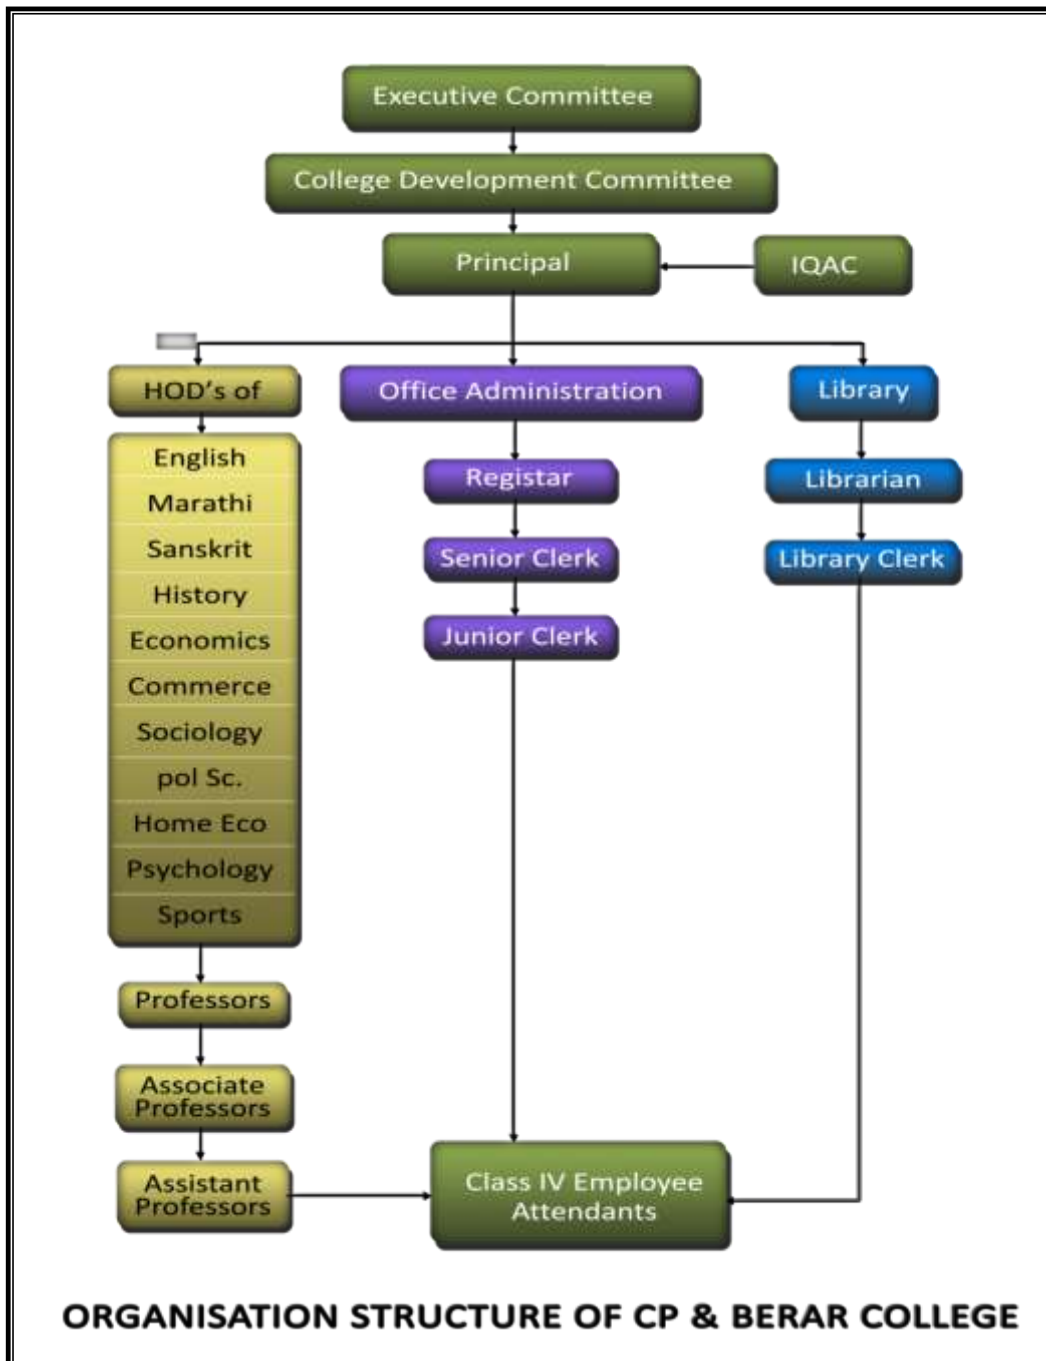 Executive Committee
College Development Committee
Principal
IQAC
HOD's of
Office Administration
Library
English
Marathi
Sanskrit
History
Economics
Commerce
Sociology
pol Sc.
Home Eco
Psychology
Sports
Registar
Senior Clerk
Junior Clerk
Librarian
Library Clerk
Professors
Associate
Professors
Assistant
Professors
Class IV Employee
Attendants
ORGANISATION STRUCTURE OF CP & BERAR COLLEGE